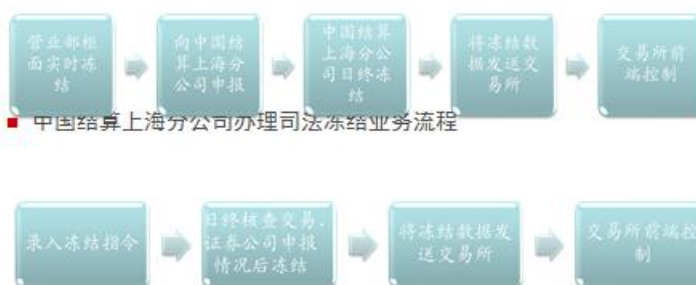 营业部柜
面实时冻
结
向中国结
算上海分
公司申报
中国结算
上海分公
司日终冻
结
将冻结数
据发送交
易所
交易所前
端控制
中国结算上海分公司办理司法冻结业务流程
录入冻结指令
日终核查交易、
证券公司申报
情况后冻结
将冻结数据发
送交易所
交易所前端控
制